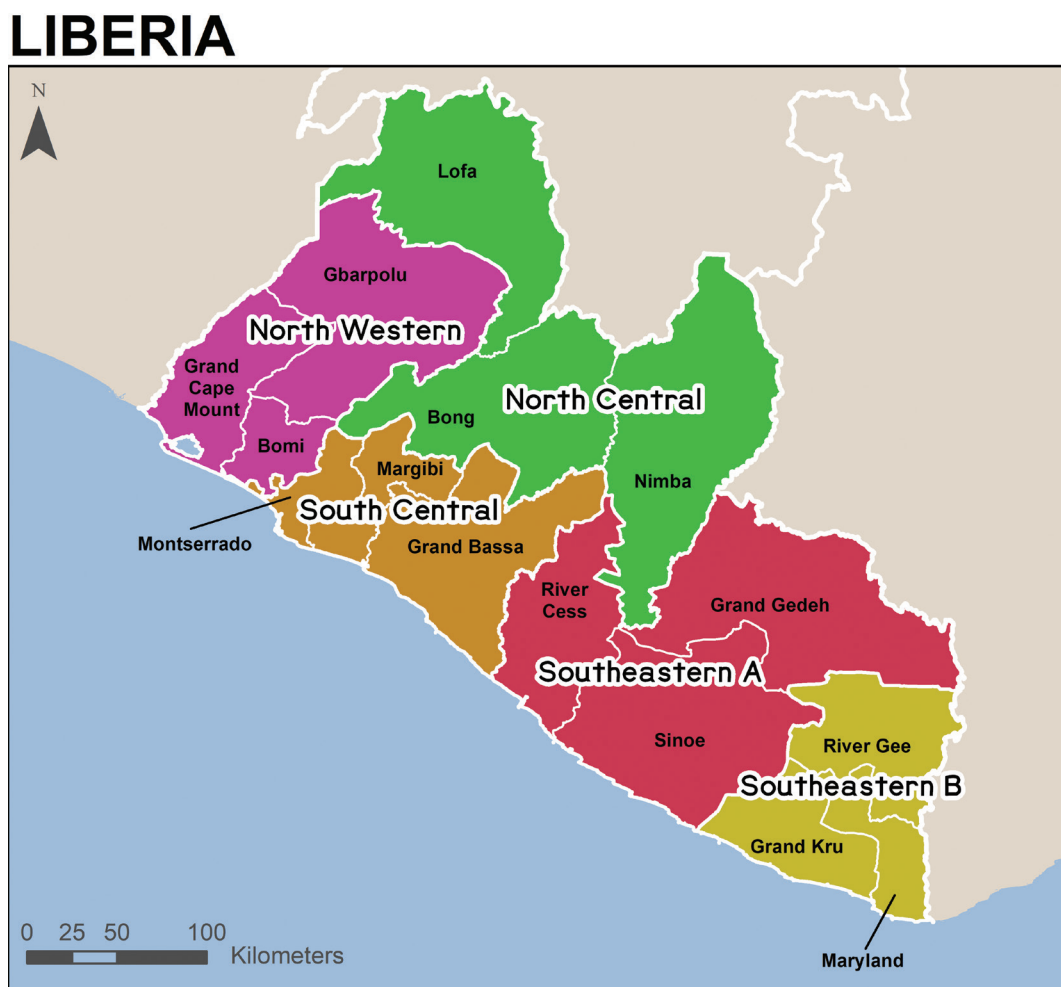 LIBERIA
N
Lofa
Gbarpolu
North Western
Grand
Cape
Mount
North Central
Bong
Bomi
Margibi
Nimba
South Central
Montserrado
Grand Bassa
River
Cess
Grand Gedeh
Southeastern A
Sinoe
River Gee
Southeastern B
Grand Kru
Maryland
0 25 50 100
Kilometers